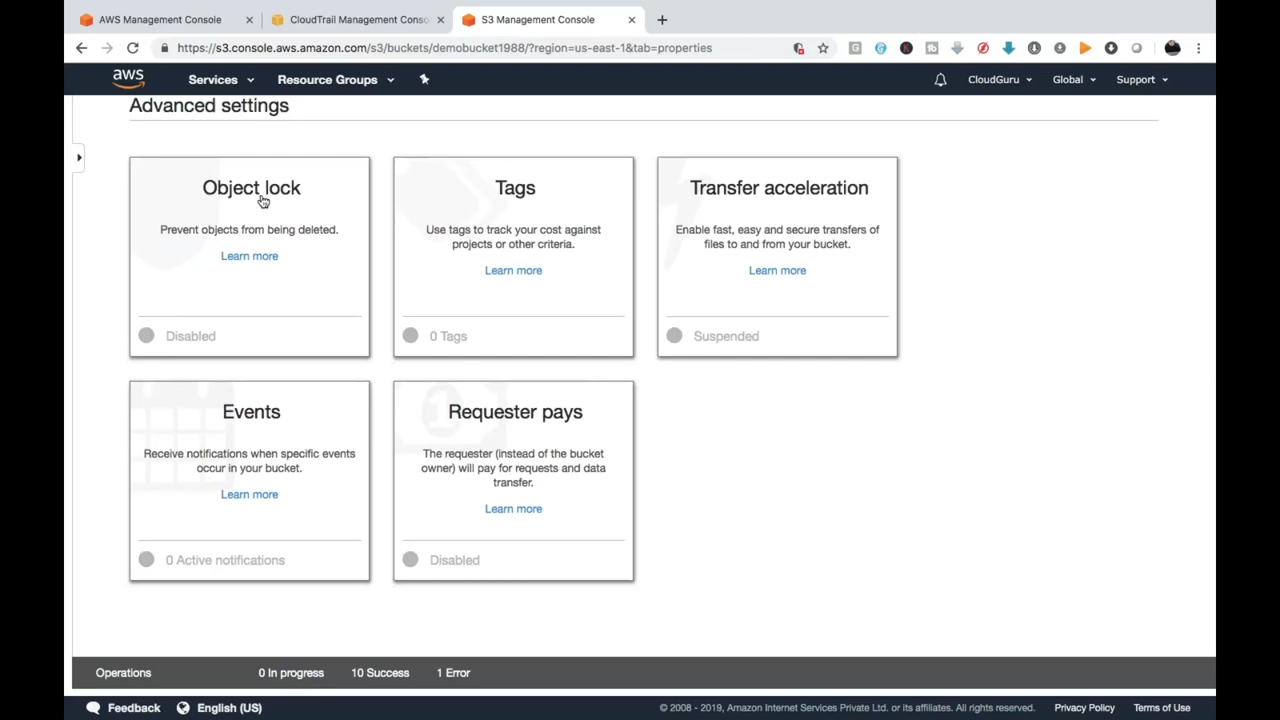 AWS Management Console
CloudTrail Management Conso
S3 Management Console
https://s3.console.aws.amazon.com/s3/buckets/demobucket1988/?region=us-east-1&tab=properties
aws Services Resource Groups CloudGuru Global Support
Advanced settings
Object lock
Prevent objects from being deleted.
Learn more
Disabled
Tags
Use tags to track your cost against
projects or other criteria.
Learn more
0 Tags
Transfer acceleration
Enable fast, easy and secure transfers of
files to and from your bucket.
Learn more
Suspended
Events
Receive notifications when specific events
occur in your bucket.
Learn more
0 Active notifications
Requester pays
The requester (instead of the bucket
owner) will pay for requests and data
transfer.
Learn more
Disabled
Operations 0 In progress 10 Success 1 Error
Feedback English (US) © 2008 - 2019, Amazon Internet Services Private Ltd. or its affiliates. All rights reserved. Privacy Policy Terms of Use